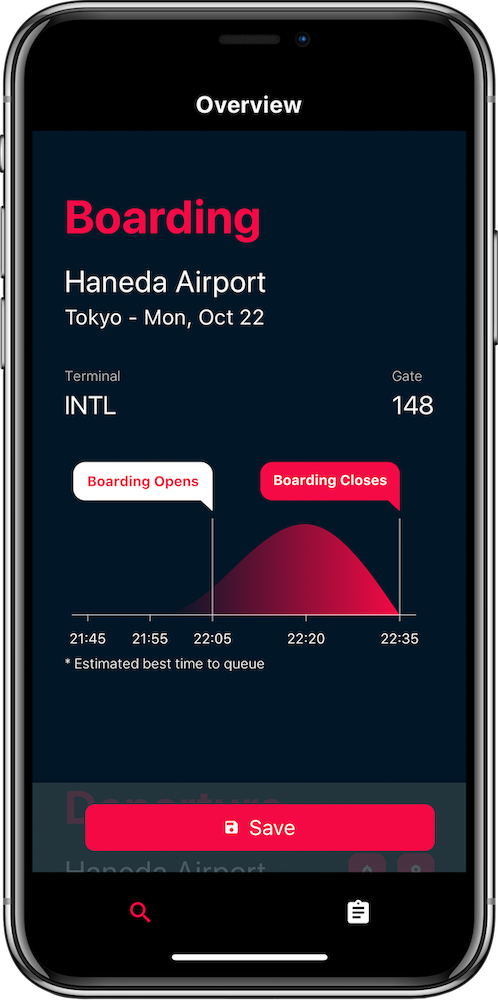 Overview
Boarding
Haneda Airport
Tokyo - Mon, Oct 22
Terminal
Gate
INTL
148
Boarding Opens
Boarding Closes
21:45
21:55
22:05
22:20
22:35
* Estimated best time to queue
Departure
Save
Haneda Airport